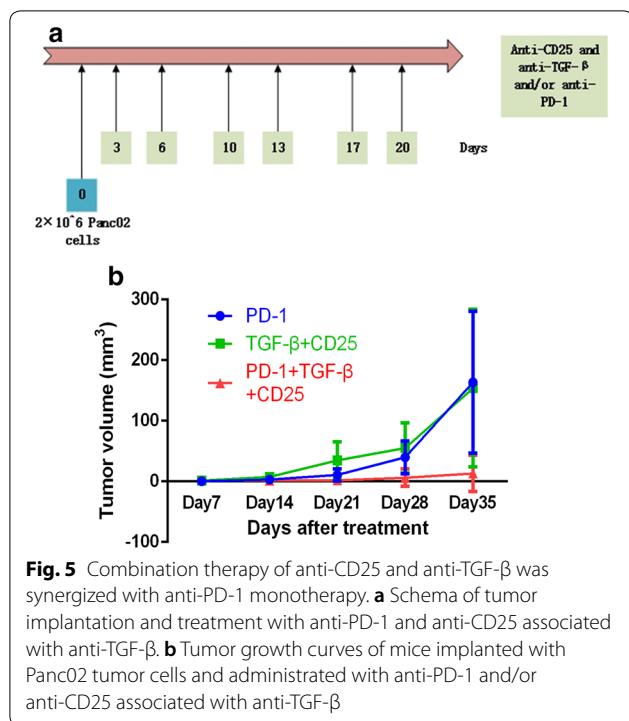 a
Anti-CD25 and
anti-TGF-β
and/or anti-
PD-1
3 6 10 13 17 20 Days
0
2×10^6 Panc02
cells
b
300
200
100
0
-100
Tumor volume (mm³)
PD-1
TGF-β+CD25
PD-1+TGF-β
+CD25
Day7 Day14 Day21 Day28 Day35
Days after treatment
Fig. 5 Combination therapy of anti-CD25 and anti-TGF-β was
synergized with anti-PD-1 monotherapy. a Schema of tumor
implantation and treatment with anti-PD-1 and anti-CD25 associated
with anti-TGF-β. b Tumor growth curves of mice implanted with
Panc02 tumor cells and administrated with anti-PD-1 and/or
anti-CD25 associated with anti-TGF-β